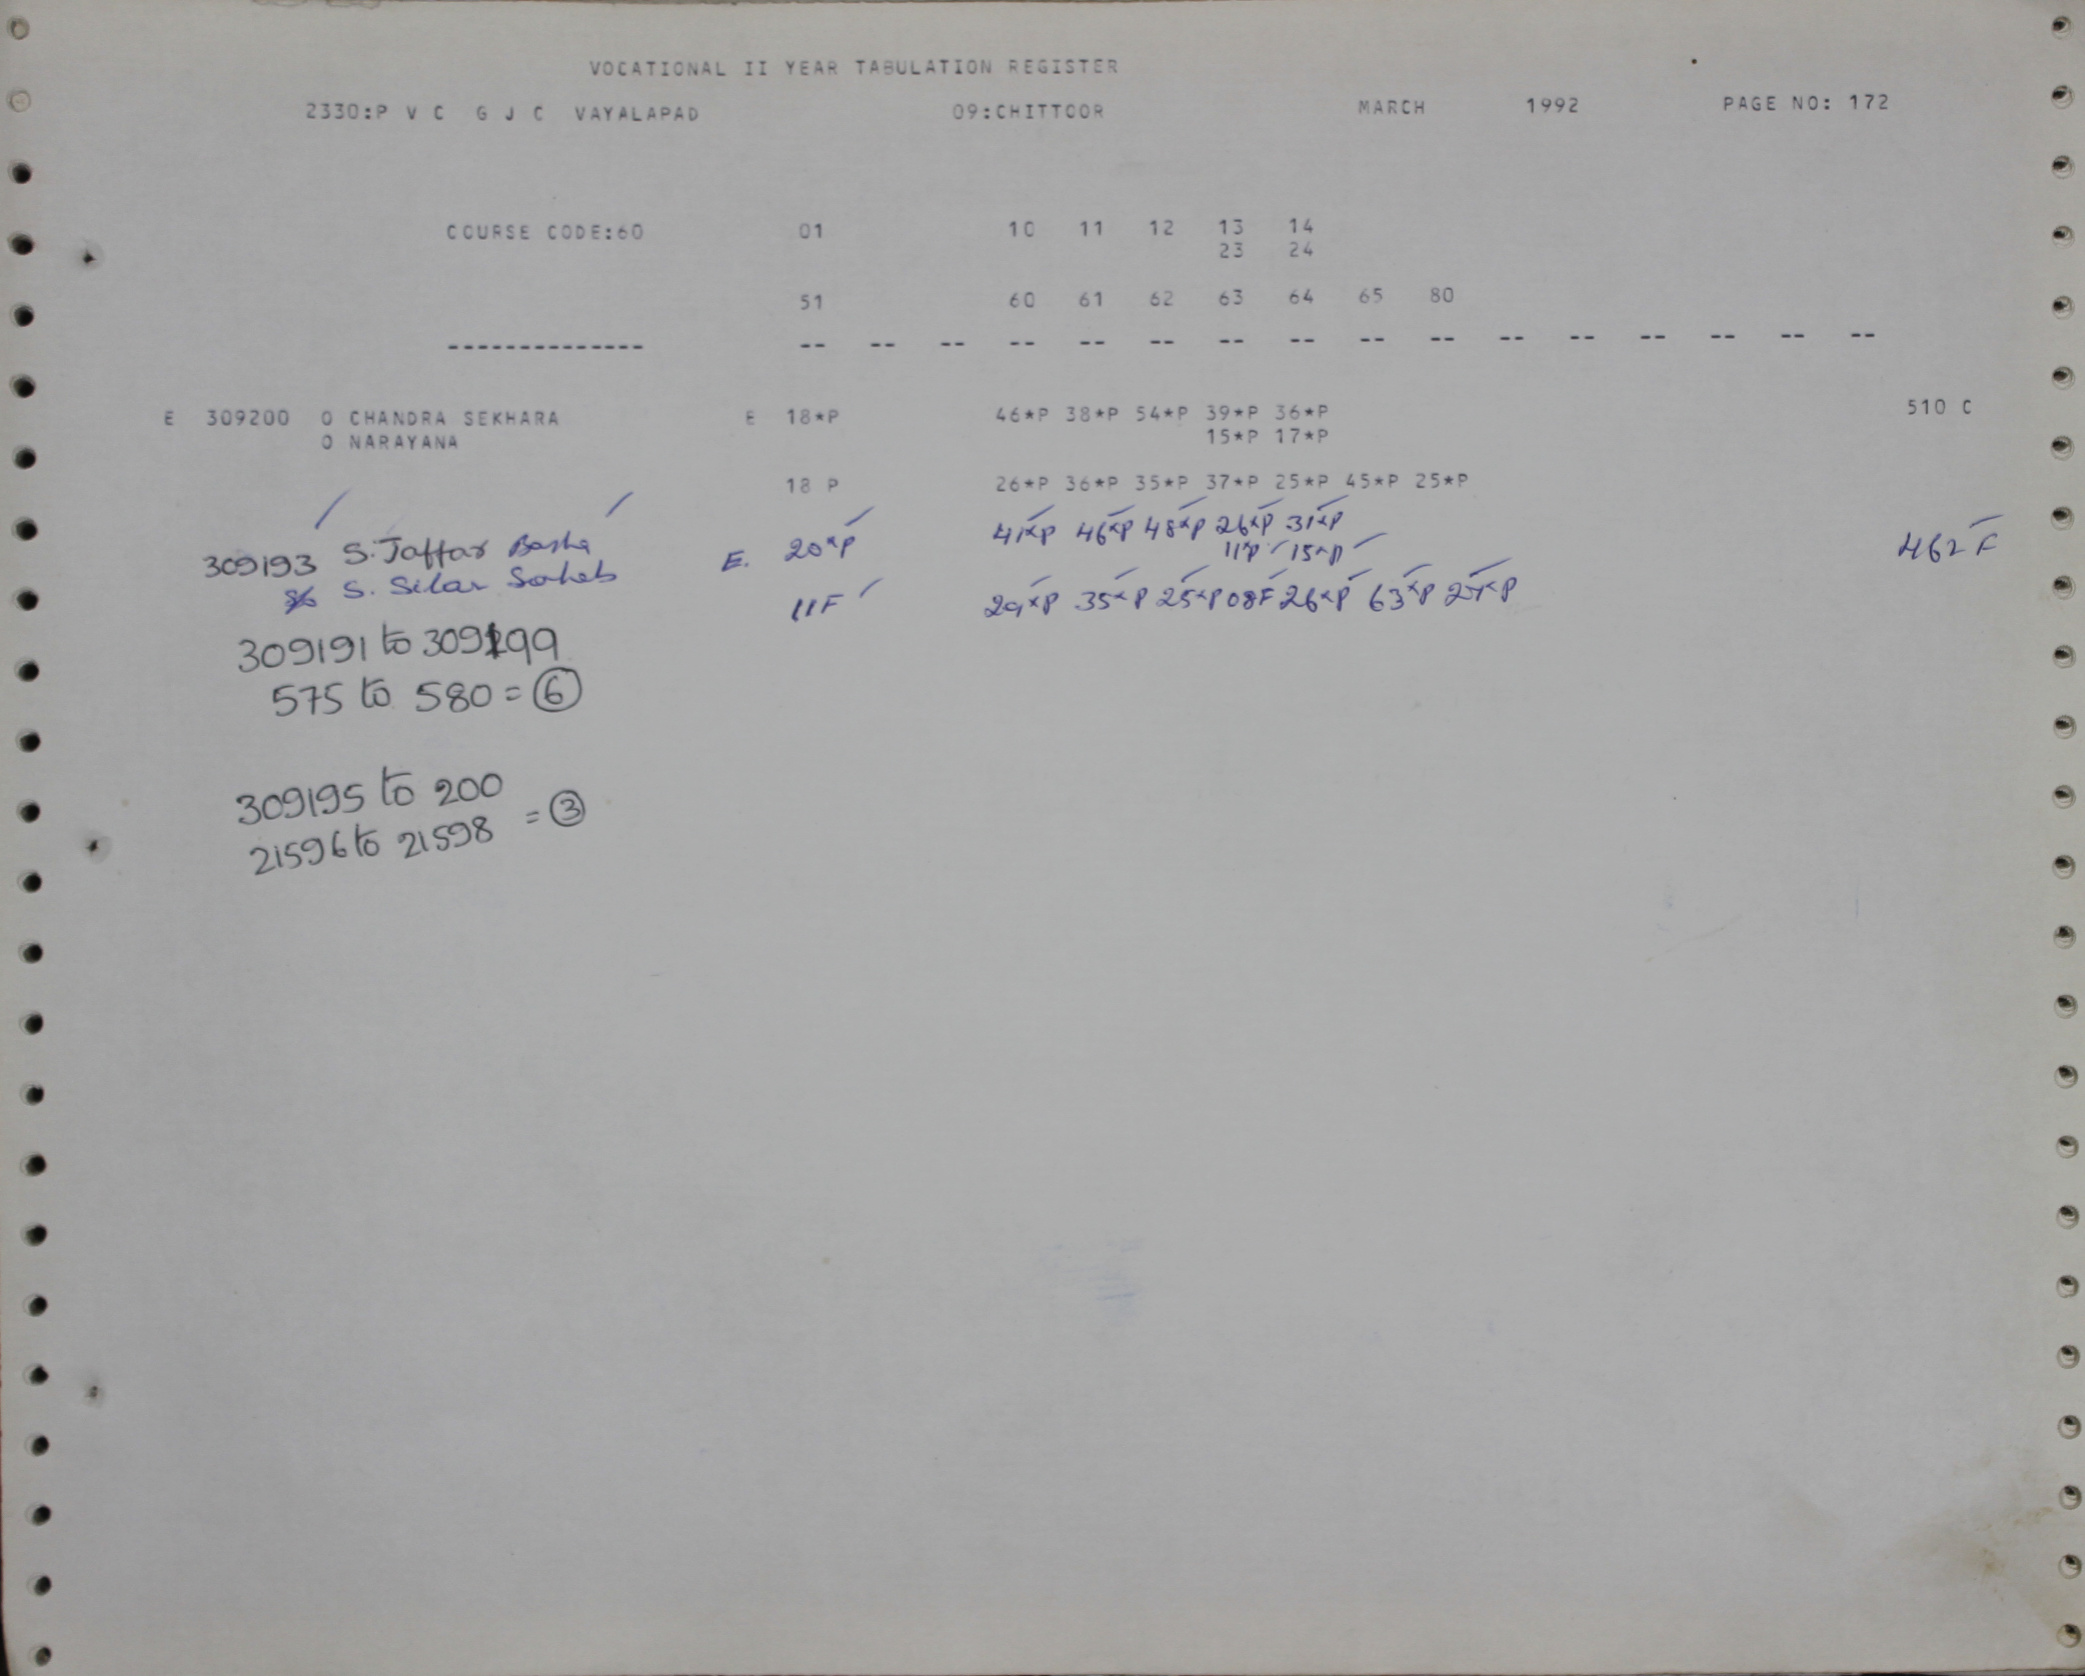 VOCATIONAL II YEAR TABULATION REGISTER
2330:P V C G J C VAYALAPAD 09:CHITTOOR MARCH 1992 PAGE NO: 172
COURSE CODE:60 01 10 11 12 13 14
23 24
51 60 61 62 63 64 65 80
-------------- -- -- -- -- -- -- -- -- -- -- -- -- -- -- -- --
E 309200 O CHANDRA SEKHARA E 18*P 46*P 38*P 54*P 39*P 36*P 510 C
O NARAYANA 15*P 17*P
18 P 26*P 36*P 35*P 37*P 25*P 45*P 25*P
309193 S. Jaffar Basha E. 20*P 41*P 46*P 48*P 26*P 31*P 462 F
S/o S. Silar Saheb 11*P 15*P
11F 29*P 35*P 25*P 08F 26*P 63*P 27*P
309191 to 309199
575 to 580 = 6
309195 to 200
21596 to 21598 = 3